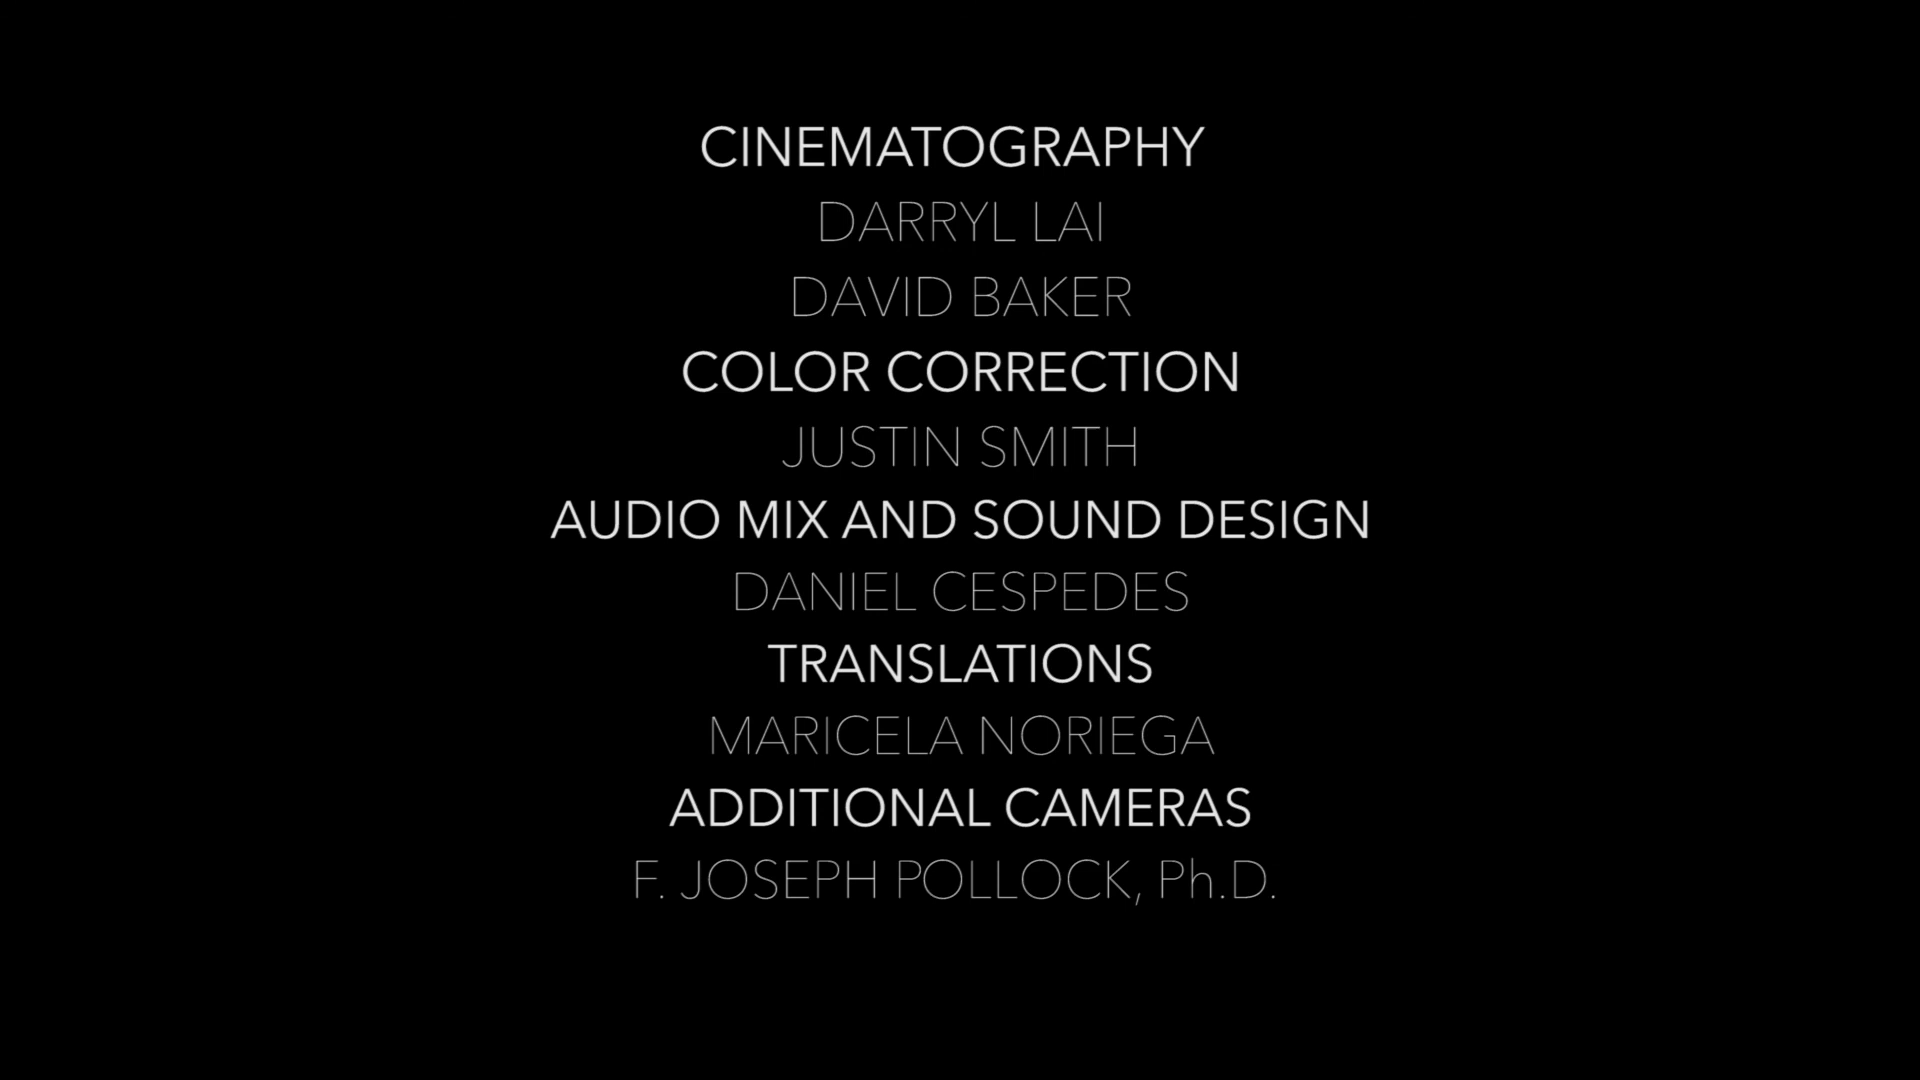 CINEMATOGRAPHY
DARRYL LAI
DAVID BAKER
COLOR CORRECTION
JUSTIN SMITH
AUDIO MIX AND SOUND DESIGN
DANIEL CESPEDES
TRANSLATIONS
MARICELA NORIEGA
ADDITIONAL CAMERAS
F. JOSEPH POLLOCK, Ph.D.